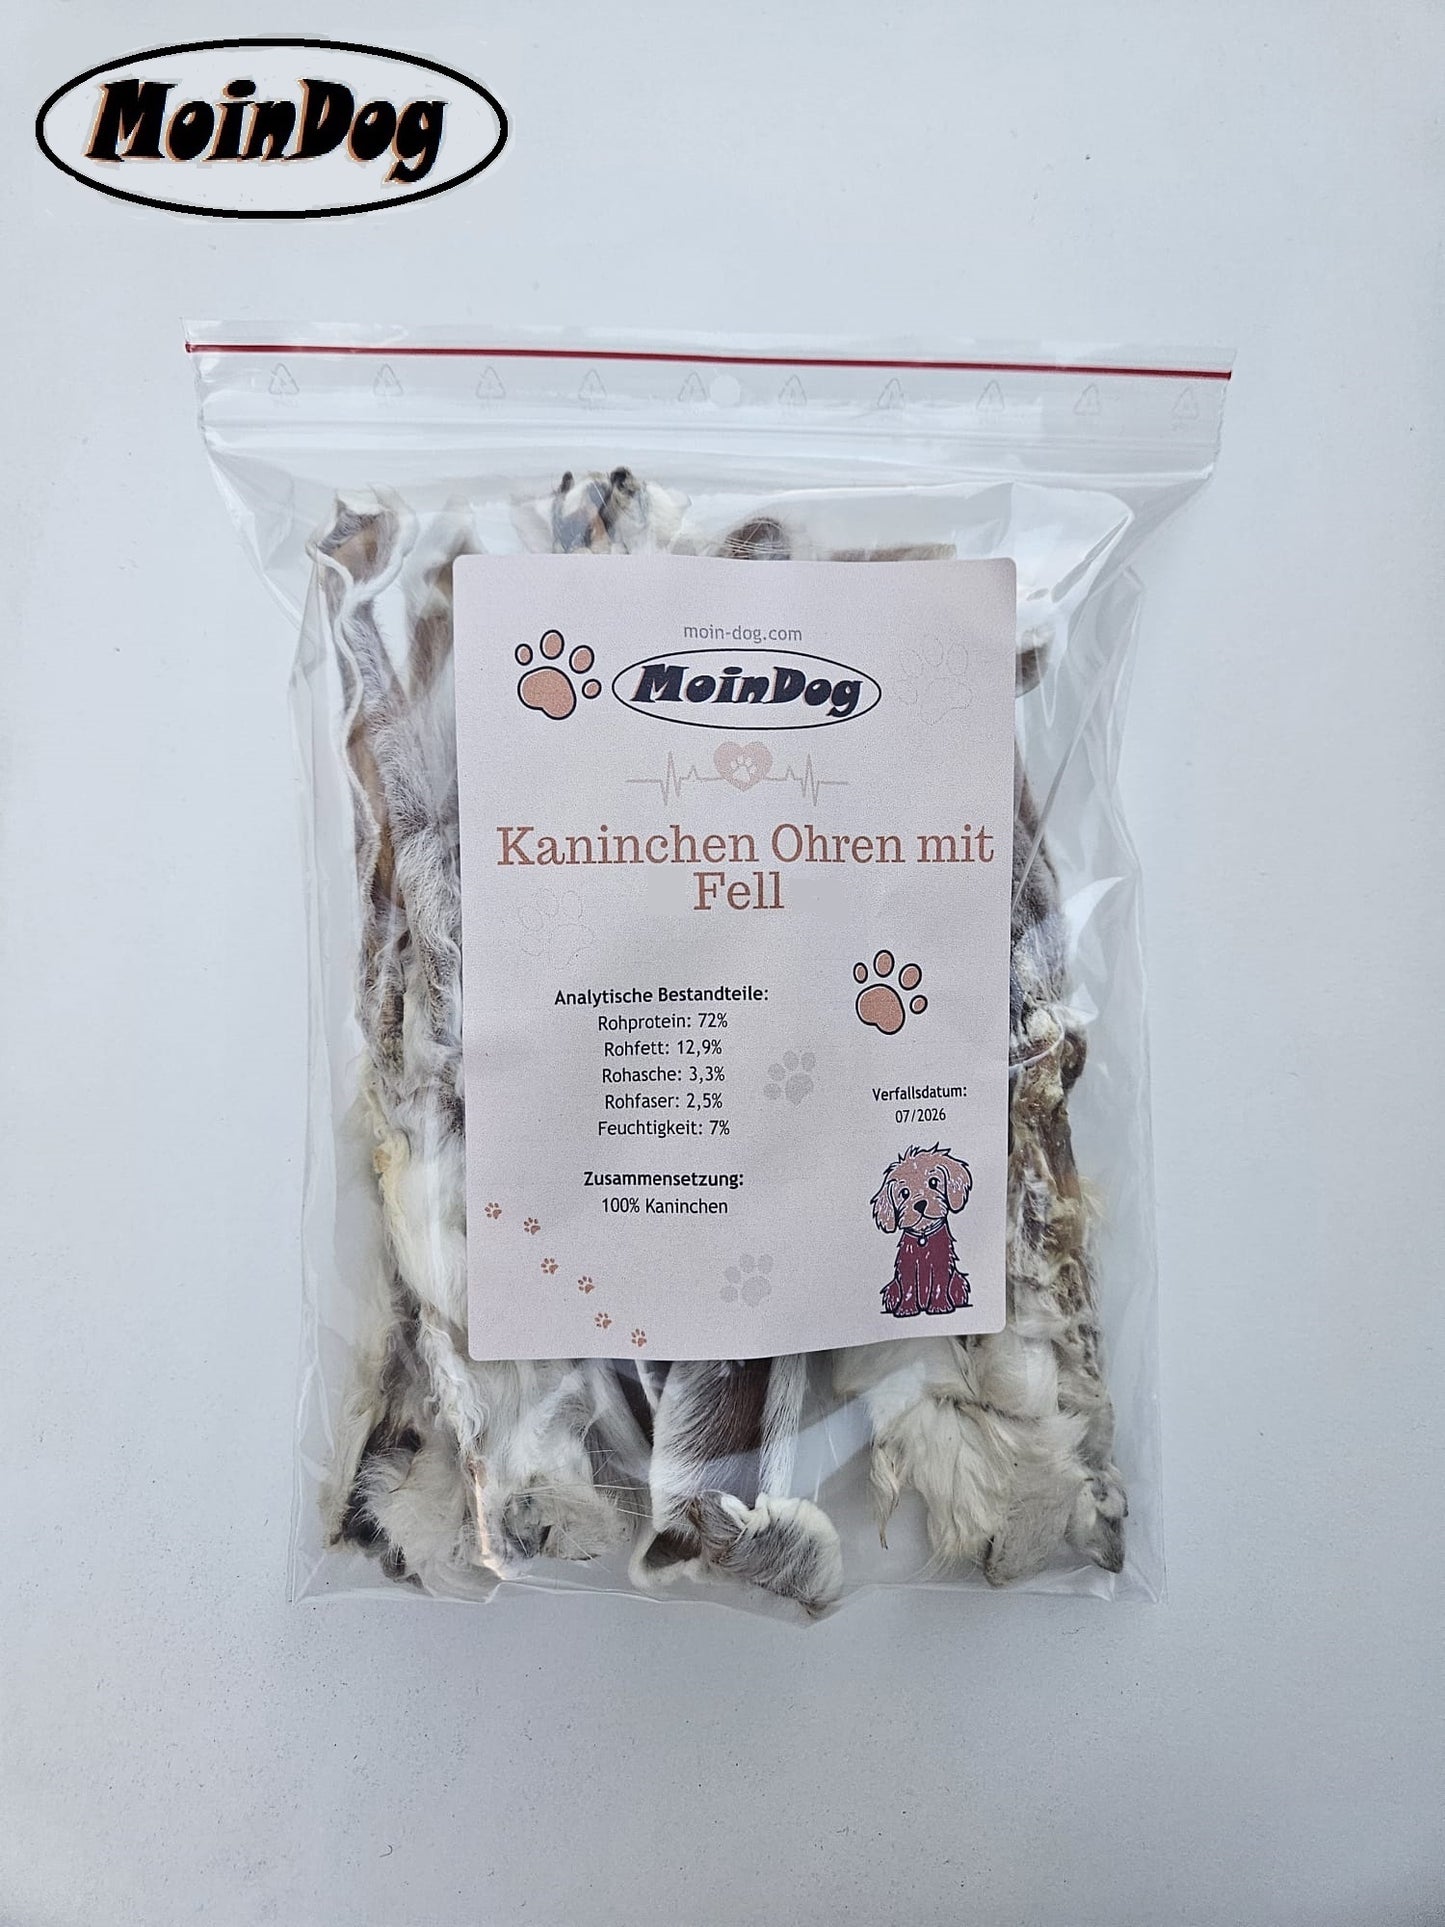 MoinDog
moin-dog.com
MoinDog
Kaninchen Ohren mit
Fell
Analytische Bestandteile:
Rohprotein: 72%
Rohfett: 12,9%
Rohasche: 3,3%
Rohfaser: 2,5%
Feuchtigkeit: 7%
Verfallsdatum:
07/2026
Zusammensetzung:
100% Kaninchen